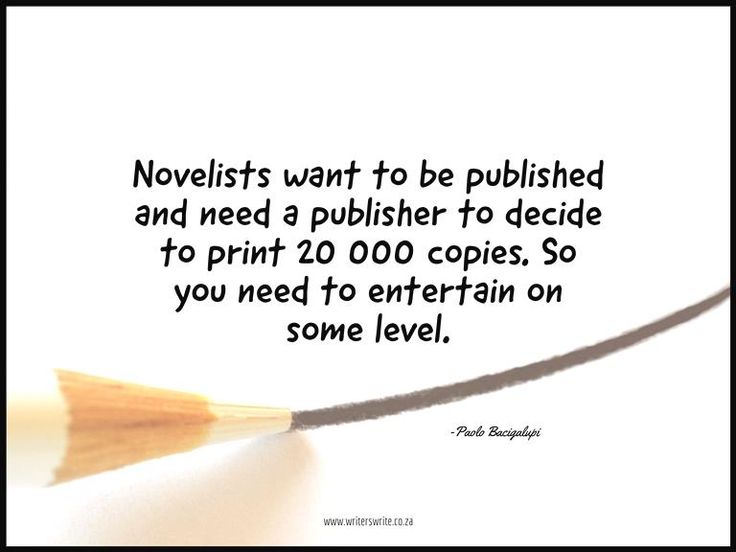 Novelists want to be published
and need a publisher to decide
to print 20 000 copies. So
you need to entertain on
some level.
-Paolo Bacigalupi
www.writerswrite.co.za